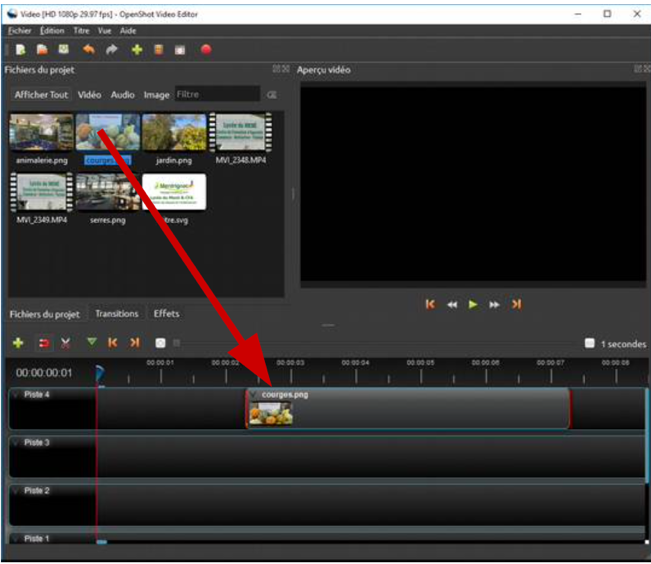 Video [HD 1080p 29.97 fps] - OpenShot Video Editor
Fichier Édition Titre Vue Aide
Fichiers du projet
Aperçu vidéo
Afficher Tout Vidéo Audio Image Filtre
animalerie.png courges.png jardin.png MVI_2348.MP4
MVI_2349.MP4 serres.png tre.svg
Fichiers du projet Transitions Effets
1 secondes
00:00:00:01
00:00:01 00:00:02 00:00:03 00:00:04 00:00:05 00:00:06 00:00:07 00:00:08
Piste 4
courges.png
Piste 3
Piste 2
Piste 1